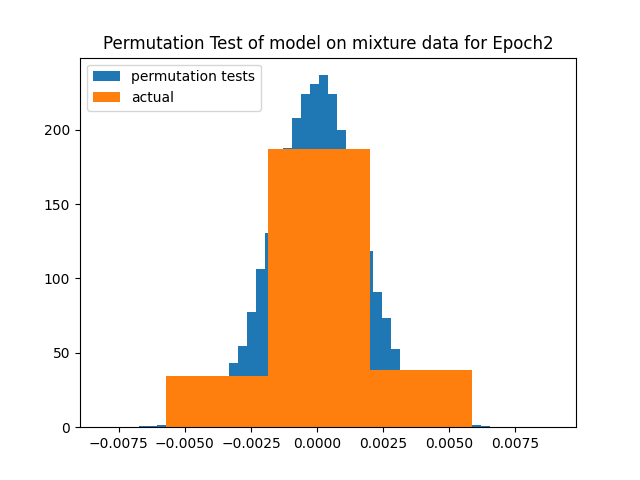 Permutation Test of model on mixture data for Epoch2
permutation tests
actual
200
150
100
50
0
−0.0075 −0.0050 −0.0025 0.0000 0.0025 0.0050 0.0075